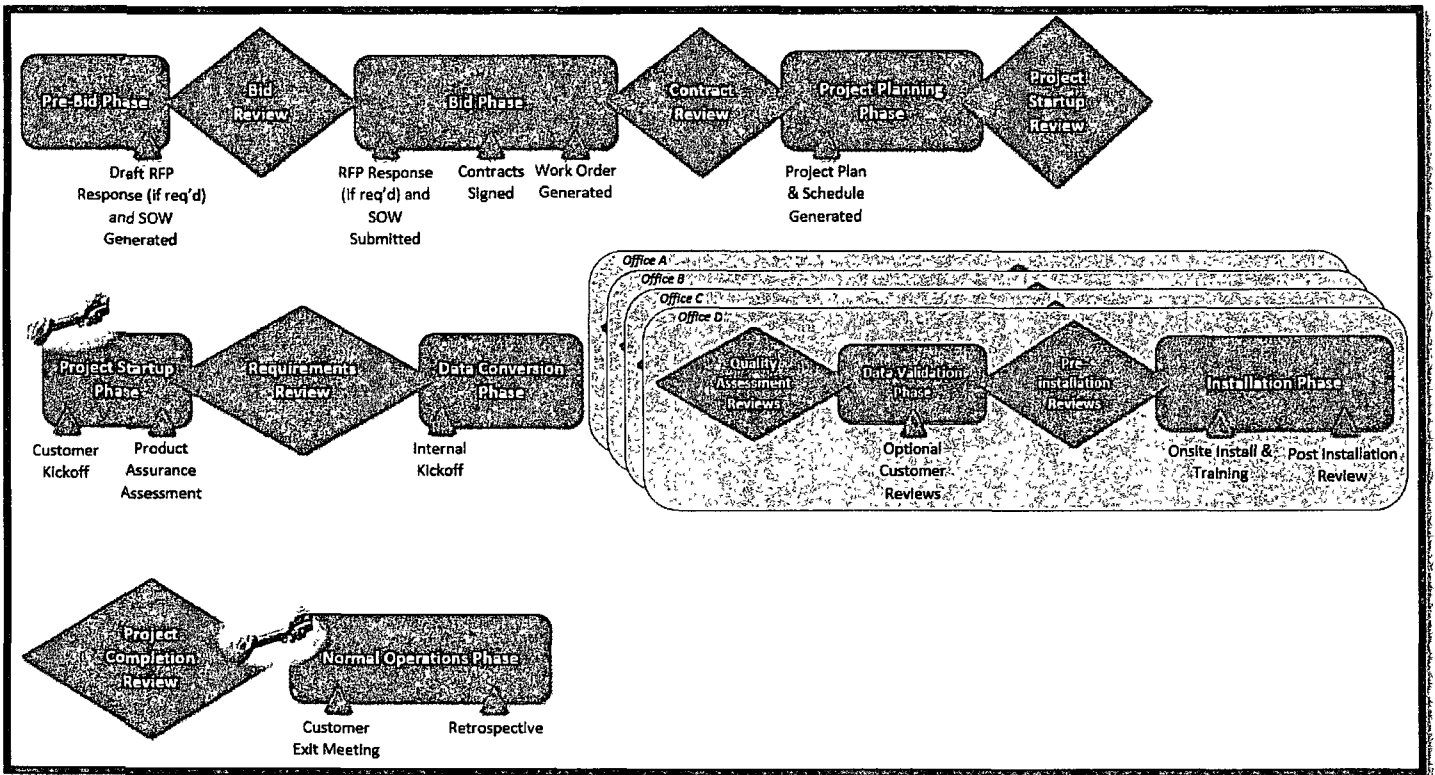 Pre-Bid Phase
Bid
Review
Bid Phase
Contract
Review
Project Planning
Phase
Project
Startup
Review
Draft RFP
Response (if req'd)
and SOW
Generated
RFP Response
(if req'd) and
SOW
Submitted
Contracts
Signed
Work Order
Generated
Project Plan
& Schedule
Generated
Office A
Office B
Office C
Office D
Project Startup
Phase
Requirements
Review
Data Conversion
Phase
Quality
Assessment
Reviews
Data Validation
Phase
Pre-
installation
Reviews
Installation Phase
Customer
Kickoff
Product
Assurance
Assessment
Internal
Kickoff
Optional
Customer
Reviews
Onsite Install &
Training
Post Installation
Review
Project
Completion
Review
Normal Operations Phase
Customer
Exit Meeting
Retrospective